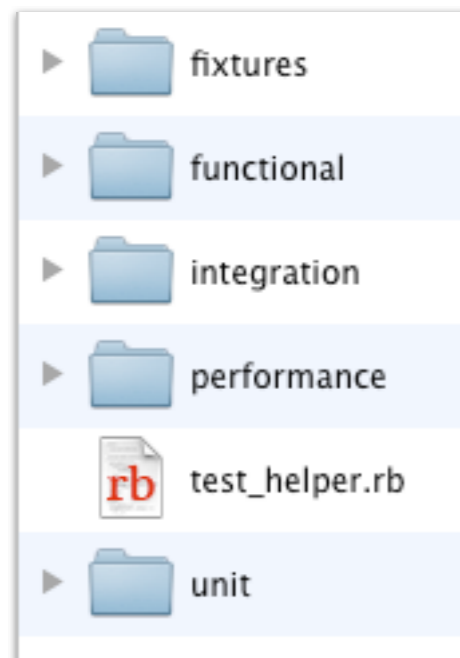 fixtures
functional
integration
performance
rb test_helper.rb
unit